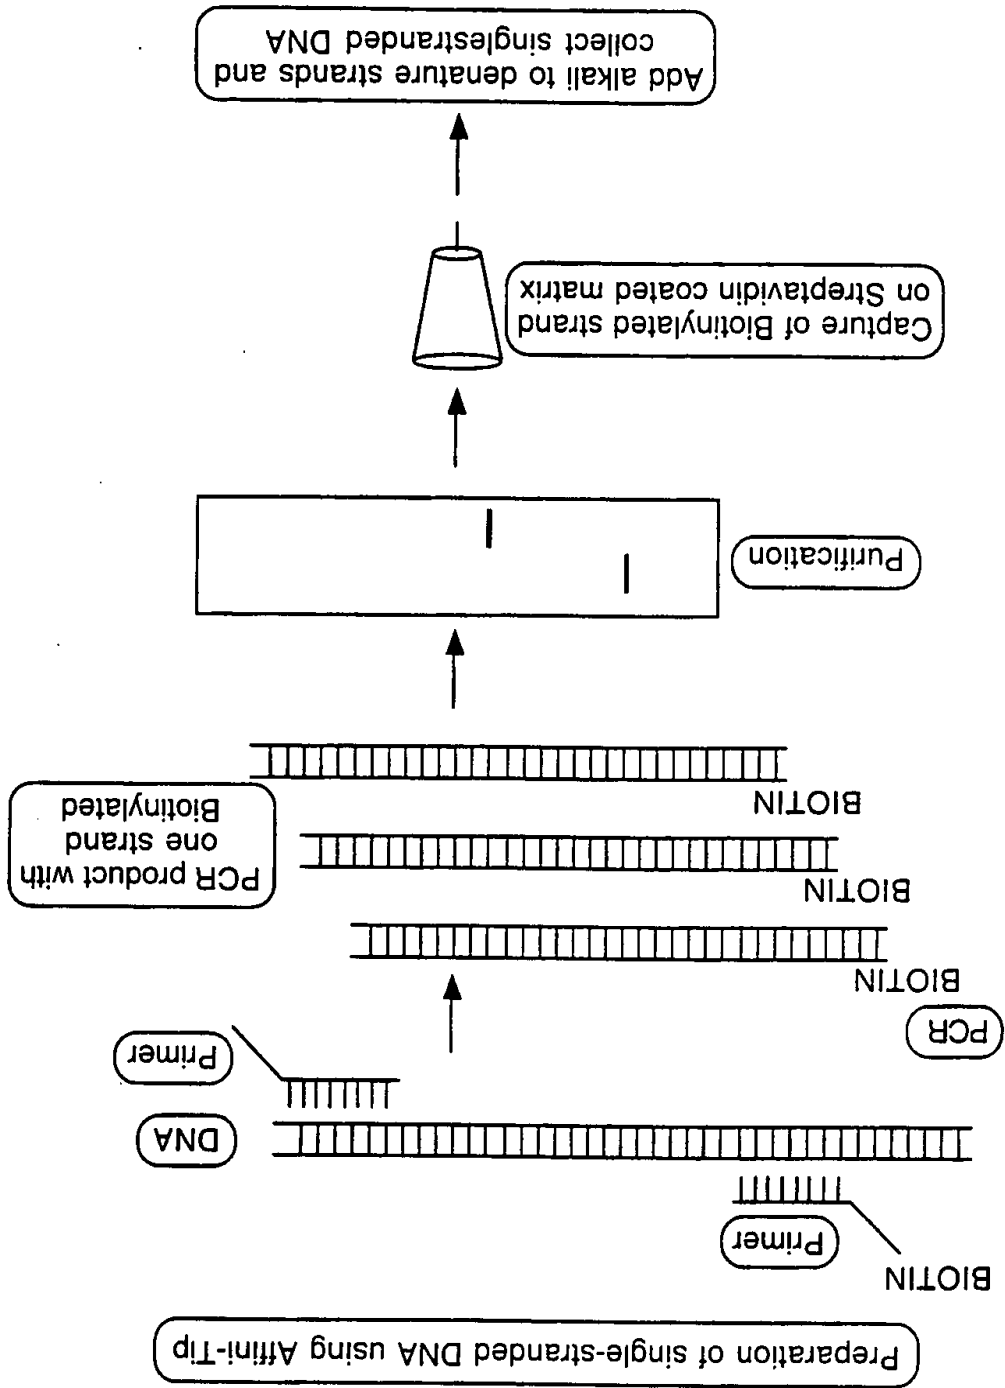 Preparation of single-stranded DNA using Affini-Tip
BIOTIN
Primer
DNA
Primer
PCR
BIOTIN
BIOTIN
BIOTIN
PCR product with
one strand
Biotinylated
Purification
Capture of Biotinylated strand
on Streptavidin coated matrix
Add alkali to denature strands and
collect singlestranded DNA